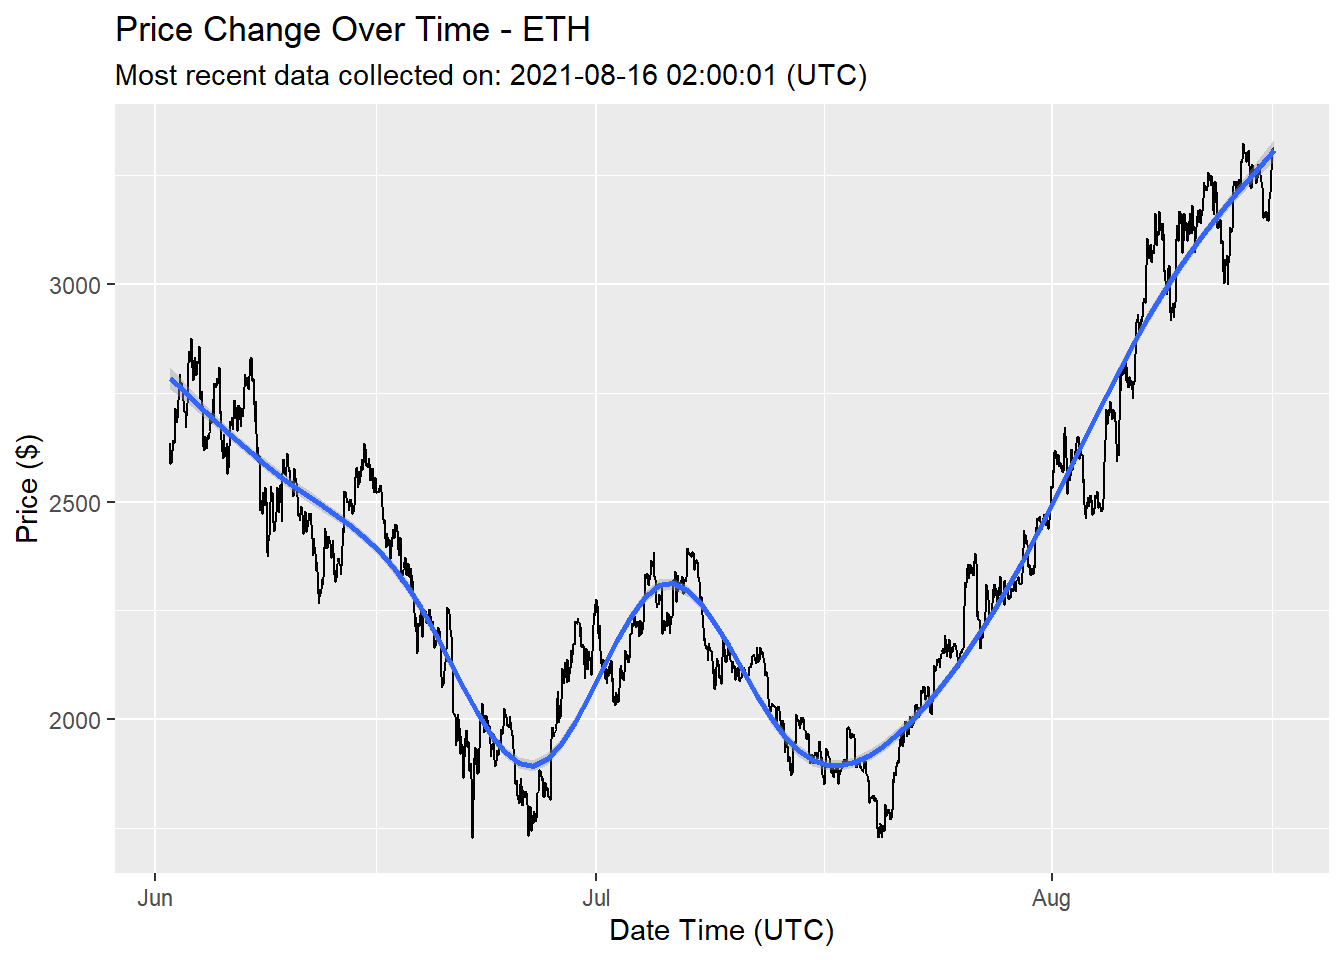 Price Change Over Time - ETH
Most recent data collected on: 2021-08-16 02:00:01 (UTC)
Price ($)
3000
2500
2000
Jun
Jul
Aug
Date Time (UTC)